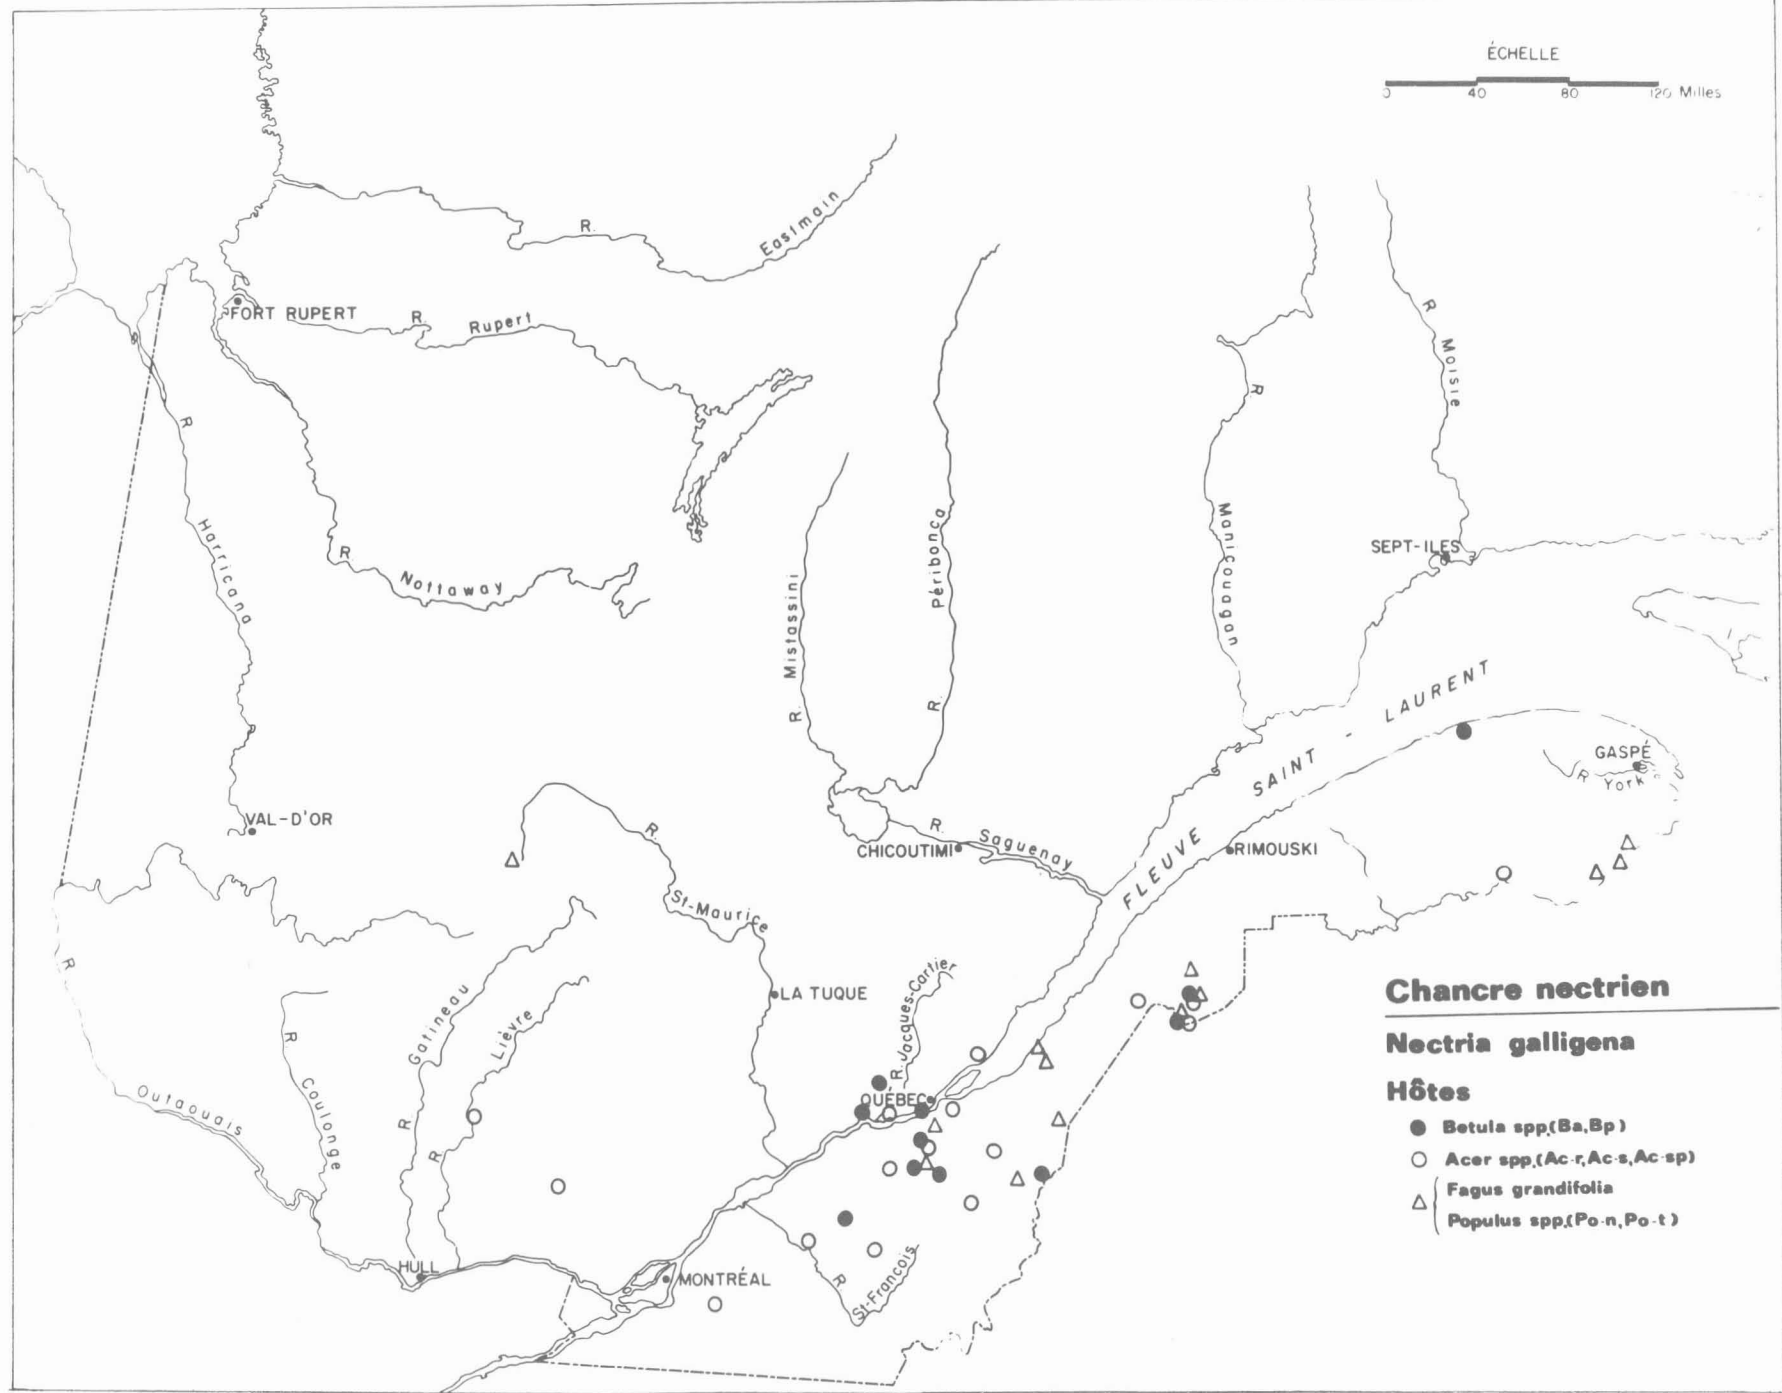 ÉCHELLE
0 40 80 120 Milles
R. Eastmain
FORT RUPERT
R. Rupert
R. Harricana
R. Nottaway
R. Mistassini
R. Péribonca
R. Manicouagan
R. Moisie
SEPT-ILES
FLEUVE SAINT-LAURENT
GASPÉ
R. York
VAL-D'OR
CHICOUTIMI
R. Saguenay
RIMOUSKI
R. St-Maurice
LA TUQUE
R. Jacques-Cartier
QUÉBEC
R. Outaouais
R. Coulonge
R. Gatineau
R. Lièvre
HULL
MONTRÉAL
R. St-François
Chancre nectrien
Nectria galligena
Hôtes
Betula spp.(Ba,Bp)
Acer spp.(Ac-r,Ac-s,Ac-sp)
Fagus grandifolia
Populus spp.(Po-n,Po-t)